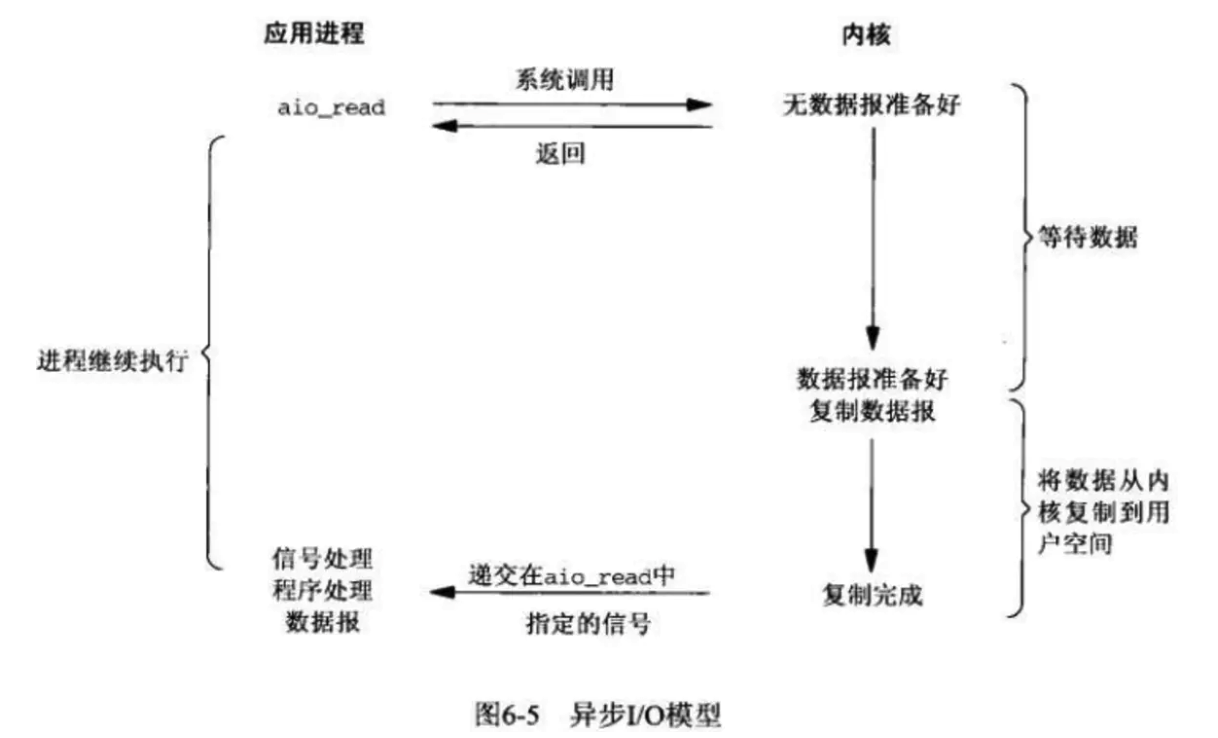 应用进程
内核
系统调用
aio_read
无数据报准备好
返回
等待数据
进程继续执行
数据报准备好
复制数据报
将数据从内
核复制到用
户空间
信号处理
程序处理
数据报
递交在aio_read中
指定的信号
复制完成
图6-5 异步I/O模型